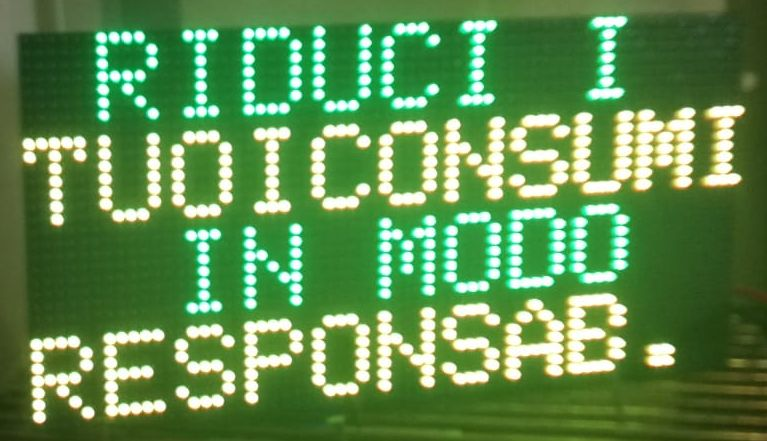 RIDUCI I
TUOICONSUMI
IN MODO
RESPONSAB.